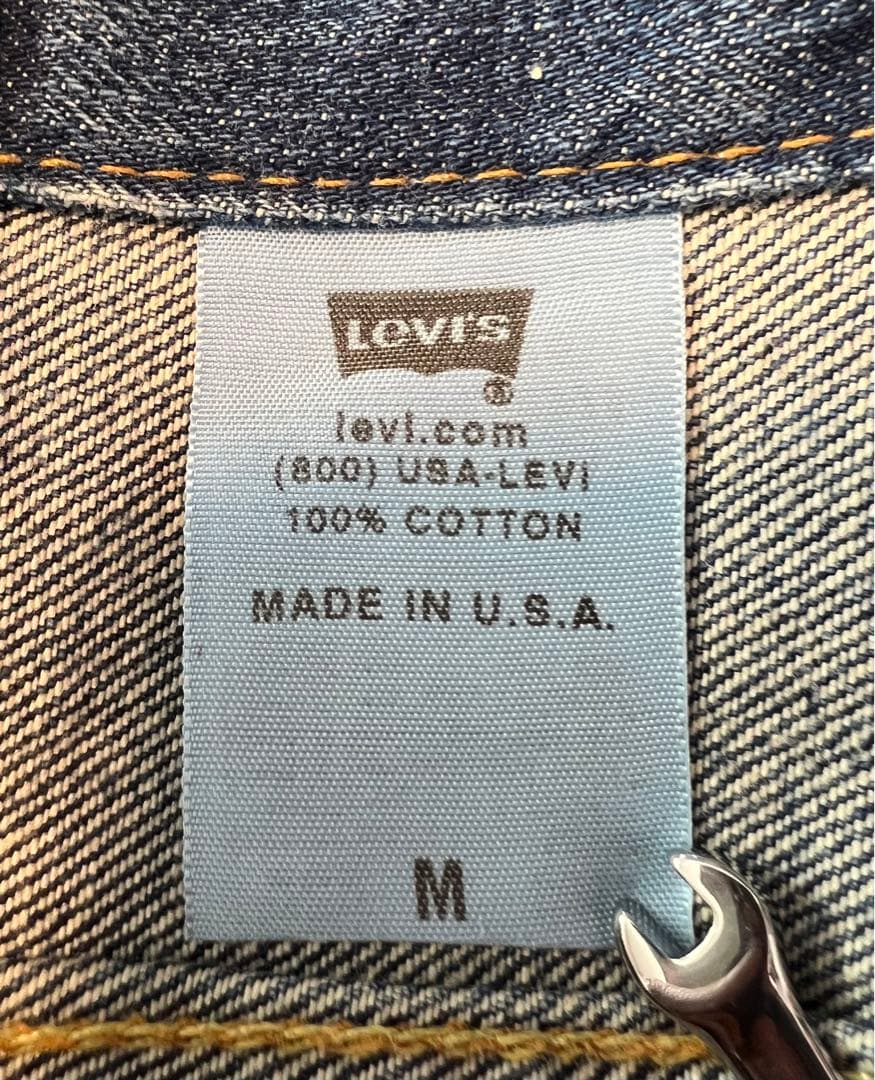 LEVI'S
®
levi.com
(800) USA-LEVI
100% COTTON
MADE IN U.S.A.
M